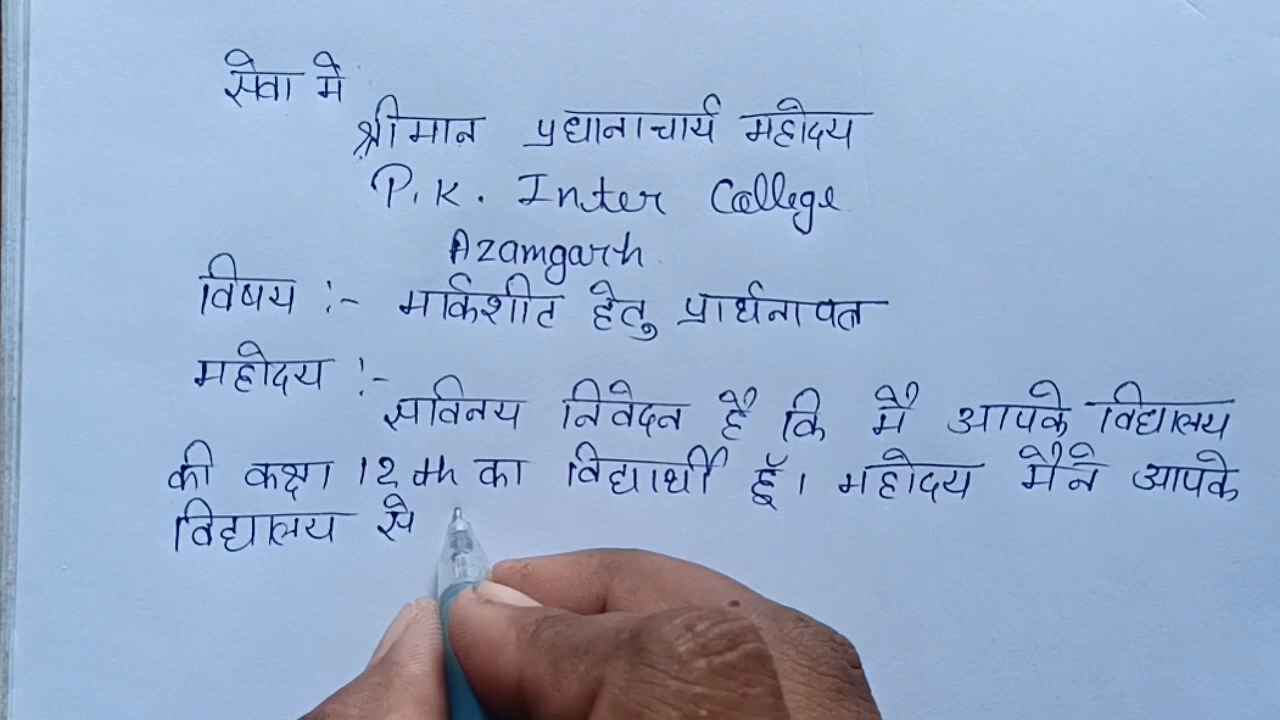 सेवा मे
श्रीमान प्रधानाचार्य महोदय
P.K. Inter College
Azamgarh
विषय :- मार्कशीट हेतु प्रार्थनापत्र
महोदय :-
सविनय निवेदन है कि मै आपके विद्यालय
की कक्षा 12th का विद्यार्थी हूँ। महोदय मैने आपके
विद्यालय से